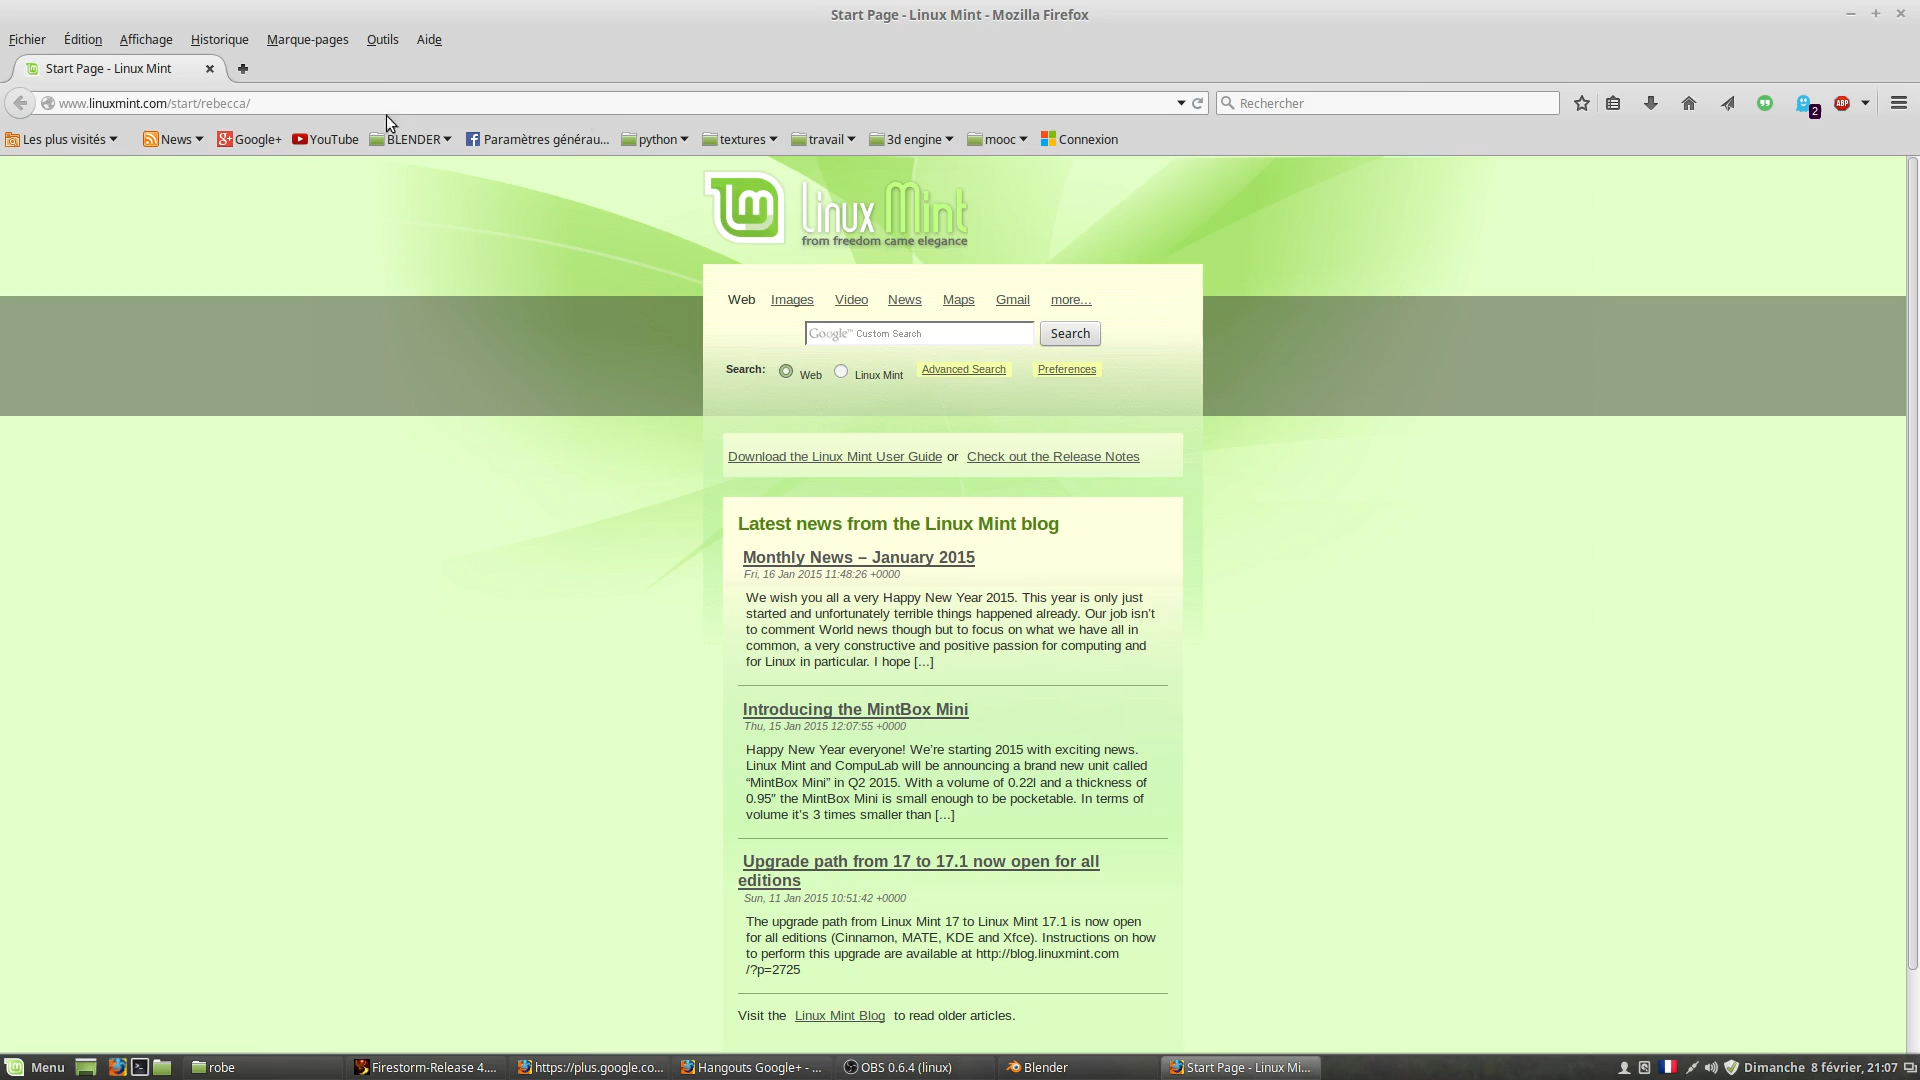 Start Page - Linux Mint - Mozilla Firefox
Fichier Édition Affichage Historique Marque-pages Outils Aide
Start Page - Linux Mint
www.linuxmint.com/start/rebecca/
Rechercher
2
ABP
Les plus visités News Google+ YouTube BLENDER Paramètres générau... python textures travail 3d engine mooc Connexion
Linux Mint
from freedom came elegance
Web Images Video News Maps Gmail more...
Google™ Custom Search Search
Search: Web Linux Mint Advanced Search Preferences
Download the Linux Mint User Guide or Check out the Release Notes
Latest news from the Linux Mint blog
Monthly News – January 2015
Fri, 16 Jan 2015 11:48:26 +0000
We wish you all a very Happy New Year 2015. This year is only just
started and unfortunately terrible things happened already. Our job isn’t
to comment World news though but to focus on what we have all in
common, a very constructive and positive passion for computing and
for Linux in particular. I hope [...]
Introducing the MintBox Mini
Thu, 15 Jan 2015 12:07:55 +0000
Happy New Year everyone! We’re starting 2015 with exciting news.
Linux Mint and CompuLab will be announcing a brand new unit called
“MintBox Mini” in Q2 2015. With a volume of 0.22l and a thickness of
0.95″ the MintBox Mini is small enough to be pocketable. In terms of
volume it’s 3 times smaller than [...]
Upgrade path from 17 to 17.1 now open for all
editions
Sun, 11 Jan 2015 10:51:42 +0000
The upgrade path from Linux Mint 17 to Linux Mint 17.1 is now open
for all editions (Cinnamon, MATE, KDE and Xfce). Instructions on how
to perform this upgrade are available at http://blog.linuxmint.com
/?p=2725
Visit the Linux Mint Blog to read older articles.
Menu robe Firestorm-Release 4.... https://plus.google.co... Hangouts Google+ - ... OBS 0.6.4 (linux) Blender Start Page - Linux Mi... Dimanche 8 février, 21:07